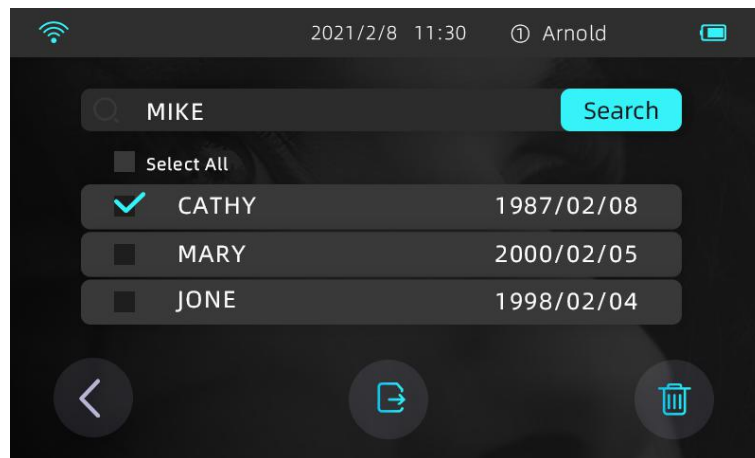 2021/2/8 11:30 ① Arnold
MIKE Search
Select All
CATHY 1987/02/08
MARY 2000/02/05
JONE 1998/02/04